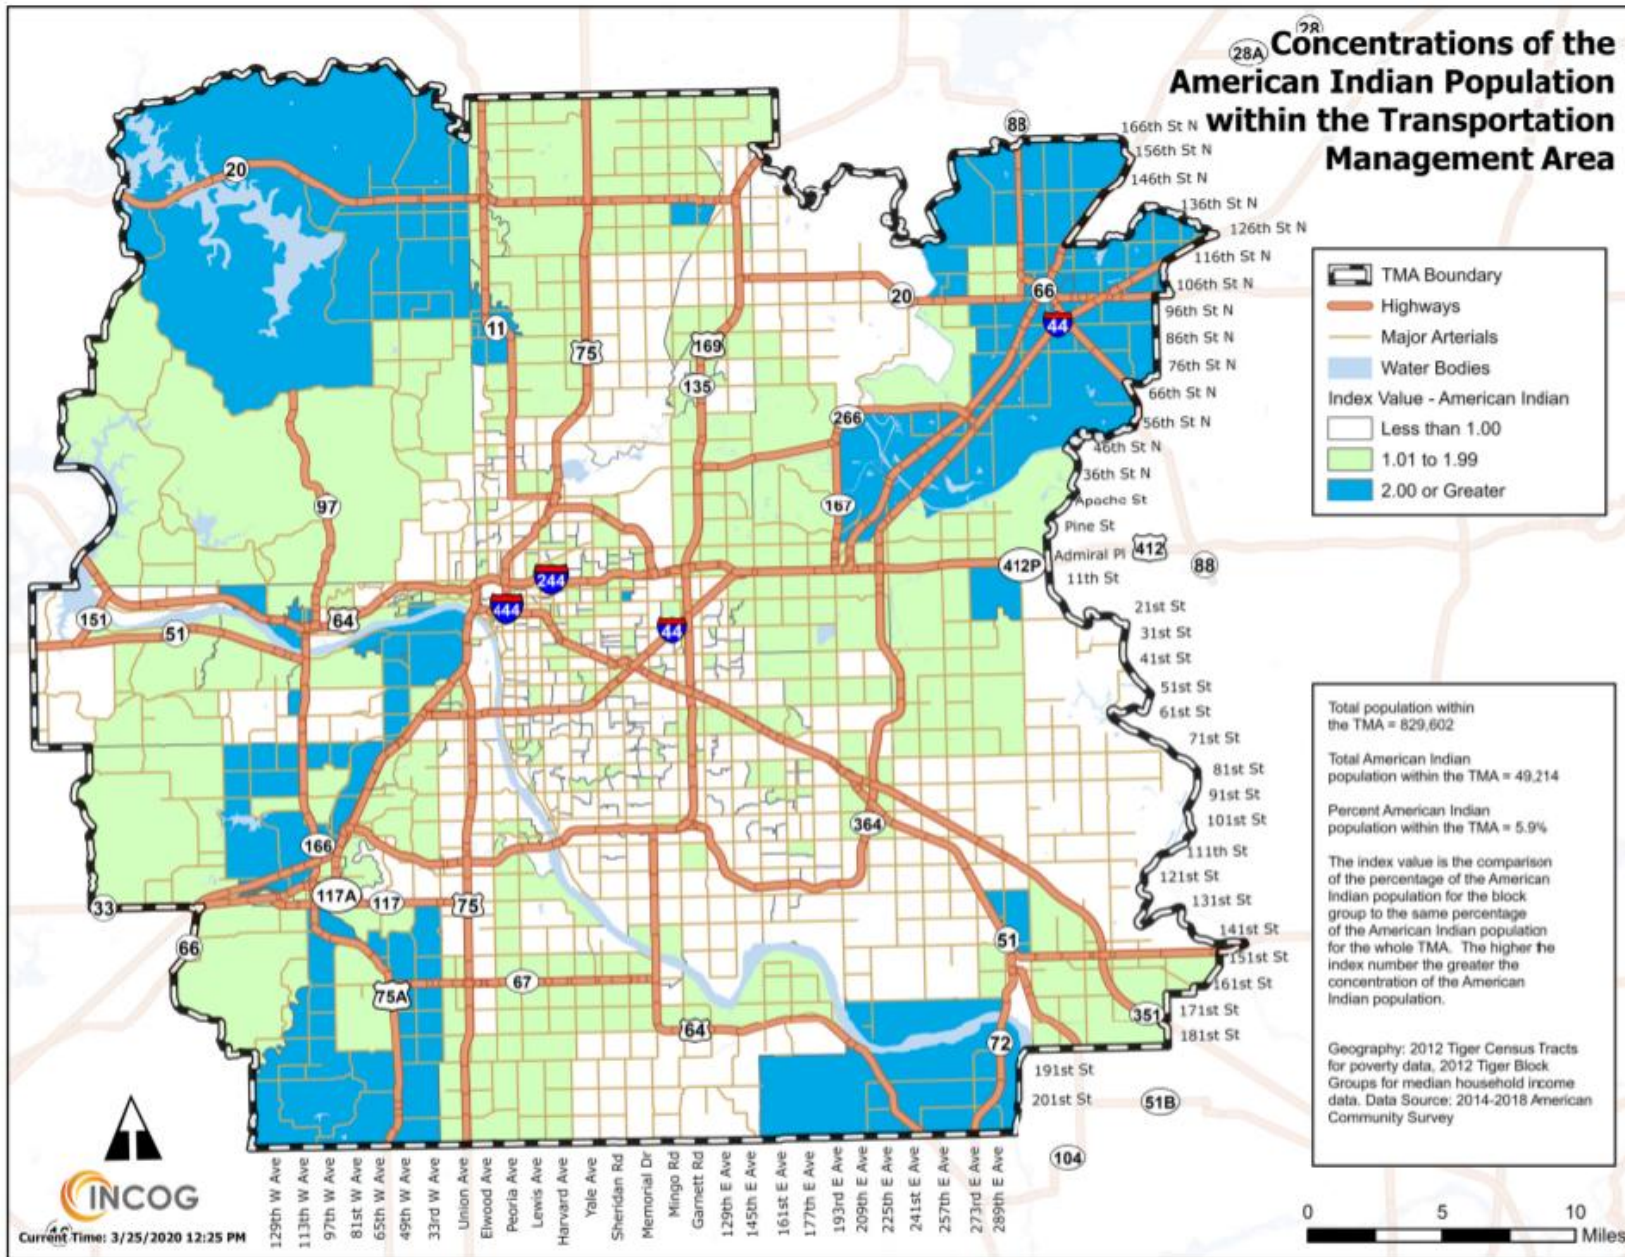 Concentrations of the
American Indian Population
within the Transportation
Management Area
28
28A
88
166th St N
156th St N
146th St N
136th St N
126th St N
116th St N
106th St N
96th St N
86th St N
76th St N
66th St N
56th St N
46th St N
36th St N
Apache St
Pine St
Admiral Pl
11th St
21st St
31st St
41st St
51st St
61st St
71st St
81st St
91st St
101st St
111th St
121st St
131st St
141st St
151st St
161st St
171st St
181st St
191st St
201st St
20
11
75
169
135
20
66
44
266
97
167
412P
412
88
244
444
44
64
151
51
166
364
33
117A
117
75
66
75A
67
64
51
351
72
51B
104
TMA Boundary
Highways
Major Arterials
Water Bodies
Index Value - American Indian
Less than 1.00
1.01 to 1.99
2.00 or Greater
Total population within
the TMA = 829,602
Total American Indian
population within the TMA = 49,214
Percent American Indian
population within the TMA = 5.9%
The index value is the comparison
of the percentage of the American
Indian population for the block
group to the same percentage
of the American Indian population
for the whole TMA. The higher the
index number the greater the
concentration of the American
Indian population.
Geography: 2012 Tiger Census Tracts
for poverty data, 2012 Tiger Block
Groups for median household income
data. Data Source: 2014-2018 American
Community Survey
129th W Ave
113th W Ave
97th W Ave
81st W Ave
65th W Ave
49th W Ave
33rd W Ave
Union Ave
Elwood Ave
Peoria Ave
Lewis Ave
Harvard Ave
Yale Ave
Sheridan Rd
Memorial Dr
Mingo Rd
Garnett Rd
129th E Ave
145th E Ave
161st E Ave
177th E Ave
193rd E Ave
209th E Ave
225th E Ave
241st E Ave
257th E Ave
273rd E Ave
289th E Ave
INCOG
Current Time: 3/25/2020 12:25 PM
0 5 10
Miles